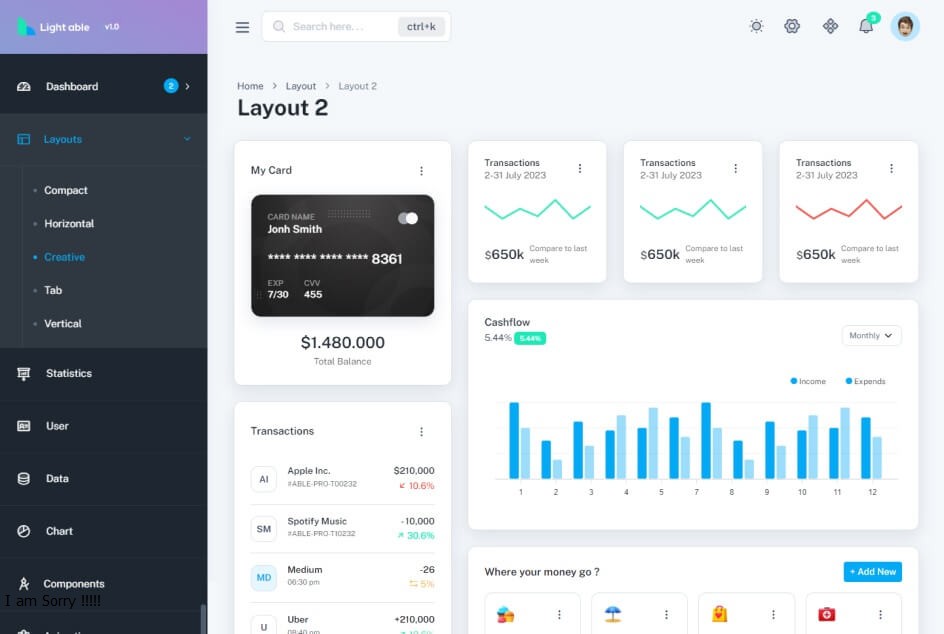 Light able v1.0
Search here... ctrl+k
3
Dashboard 2
Layouts
Compact
Horizontal
Creative
Tab
Vertical
Statistics
User
Data
Chart
Components
I am Sorry !!!!!
Home > Layout > Layout 2
Layout 2
My Card
CARD NAME
Jonh Smith
**** **** **** **** 8361
EXP CVV
7/30 455
$1.480.000
Total Balance
Transactions
AI Apple Inc. $210,000
#ABLE-PRO-T00232 10.6%
SM Spotify Music -10,000
#ABLE-PRO-T10232 30.6%
MD Medium -26
06:30 pm 5%
U Uber +210,000
08:40 pm
Transactions
2-31 July 2023
$650k Compare to last
week
Transactions
2-31 July 2023
$650k Compare to last
week
Transactions
2-31 July 2023
$650k Compare to last
week
Cashflow
5.44% 5.44%
Monthly
Income Expends
1 2 3 4 5 7 8 9 10 11 12
Where your money go ?
+ Add New